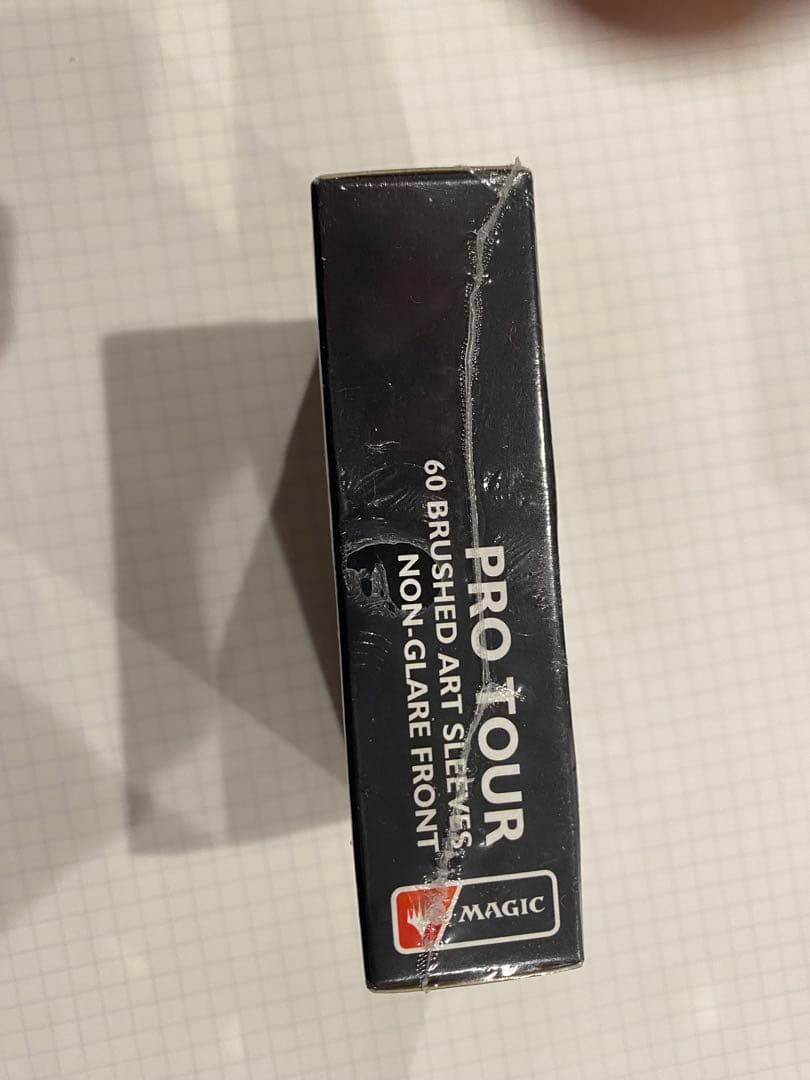 PRO TOUR
60 BRUSHED ART SLEEVES
NON-GLARE FRONT
MAGIC